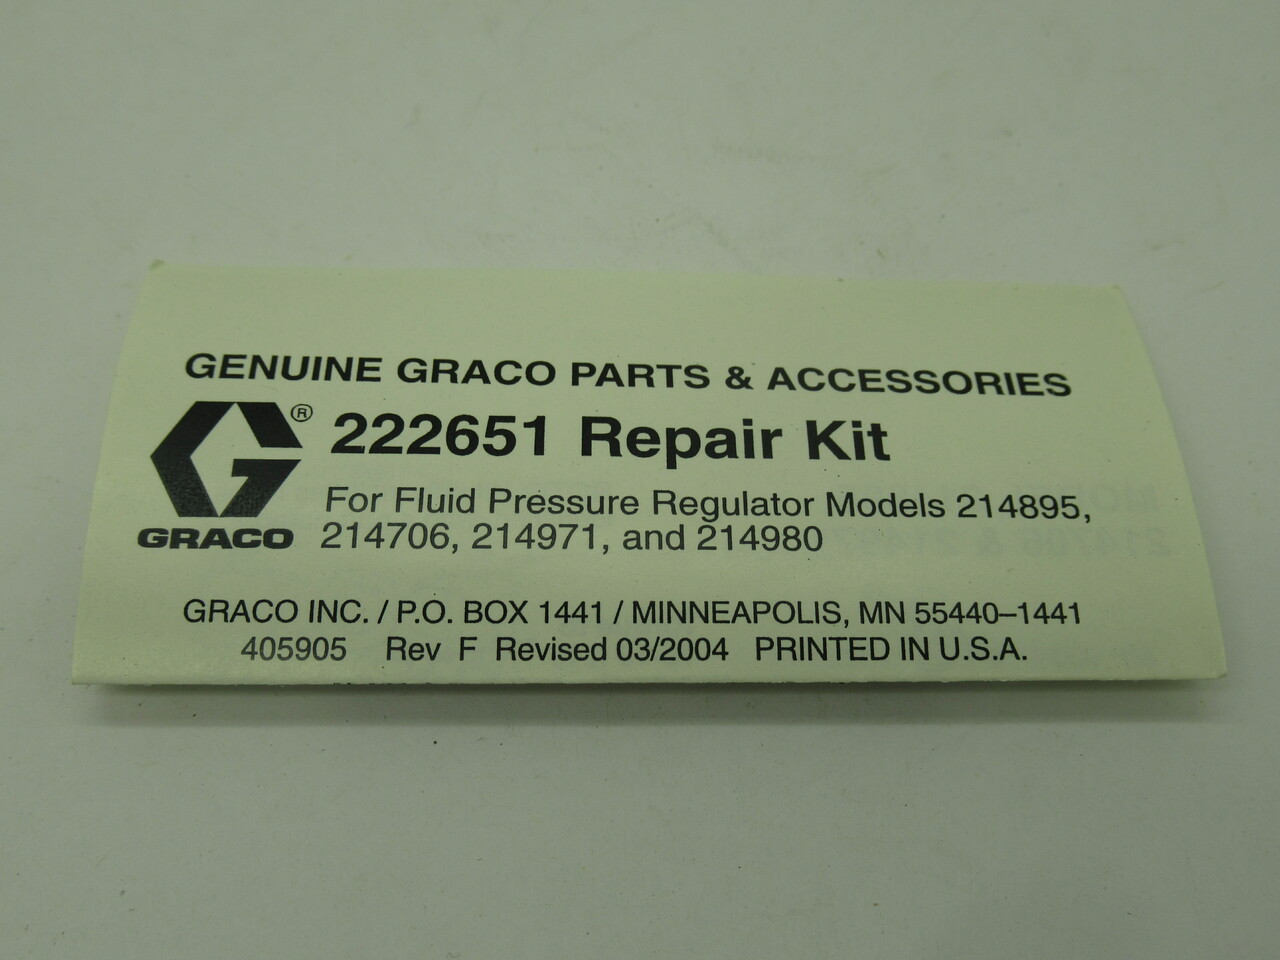 GENUINE GRACO PARTS & ACCESSORIES
®
GRACO
222651 Repair Kit
For Fluid Pressure Regulator Models 214895,
214706, 214971, and 214980
GRACO INC. / P.O. BOX 1441 / MINNEAPOLIS, MN 55440–1441
405905 Rev F Revised 03/2004 PRINTED IN U.S.A.